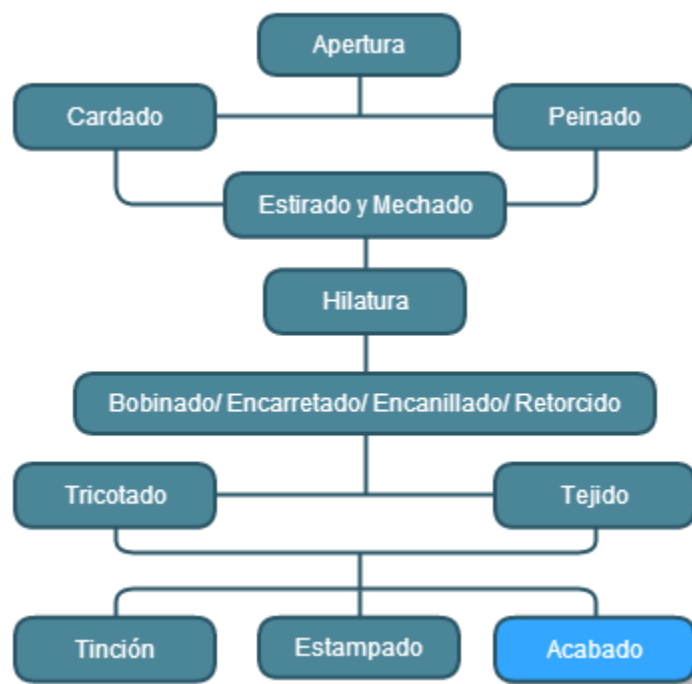 Apertura
Cardado
Peinado
Estirado y Mechado
Hilatura
Bobinado/ Encarretado/ Encanillado/ Retorcido
Tricotado
Tejido
Tinción
Estampado
Acabado